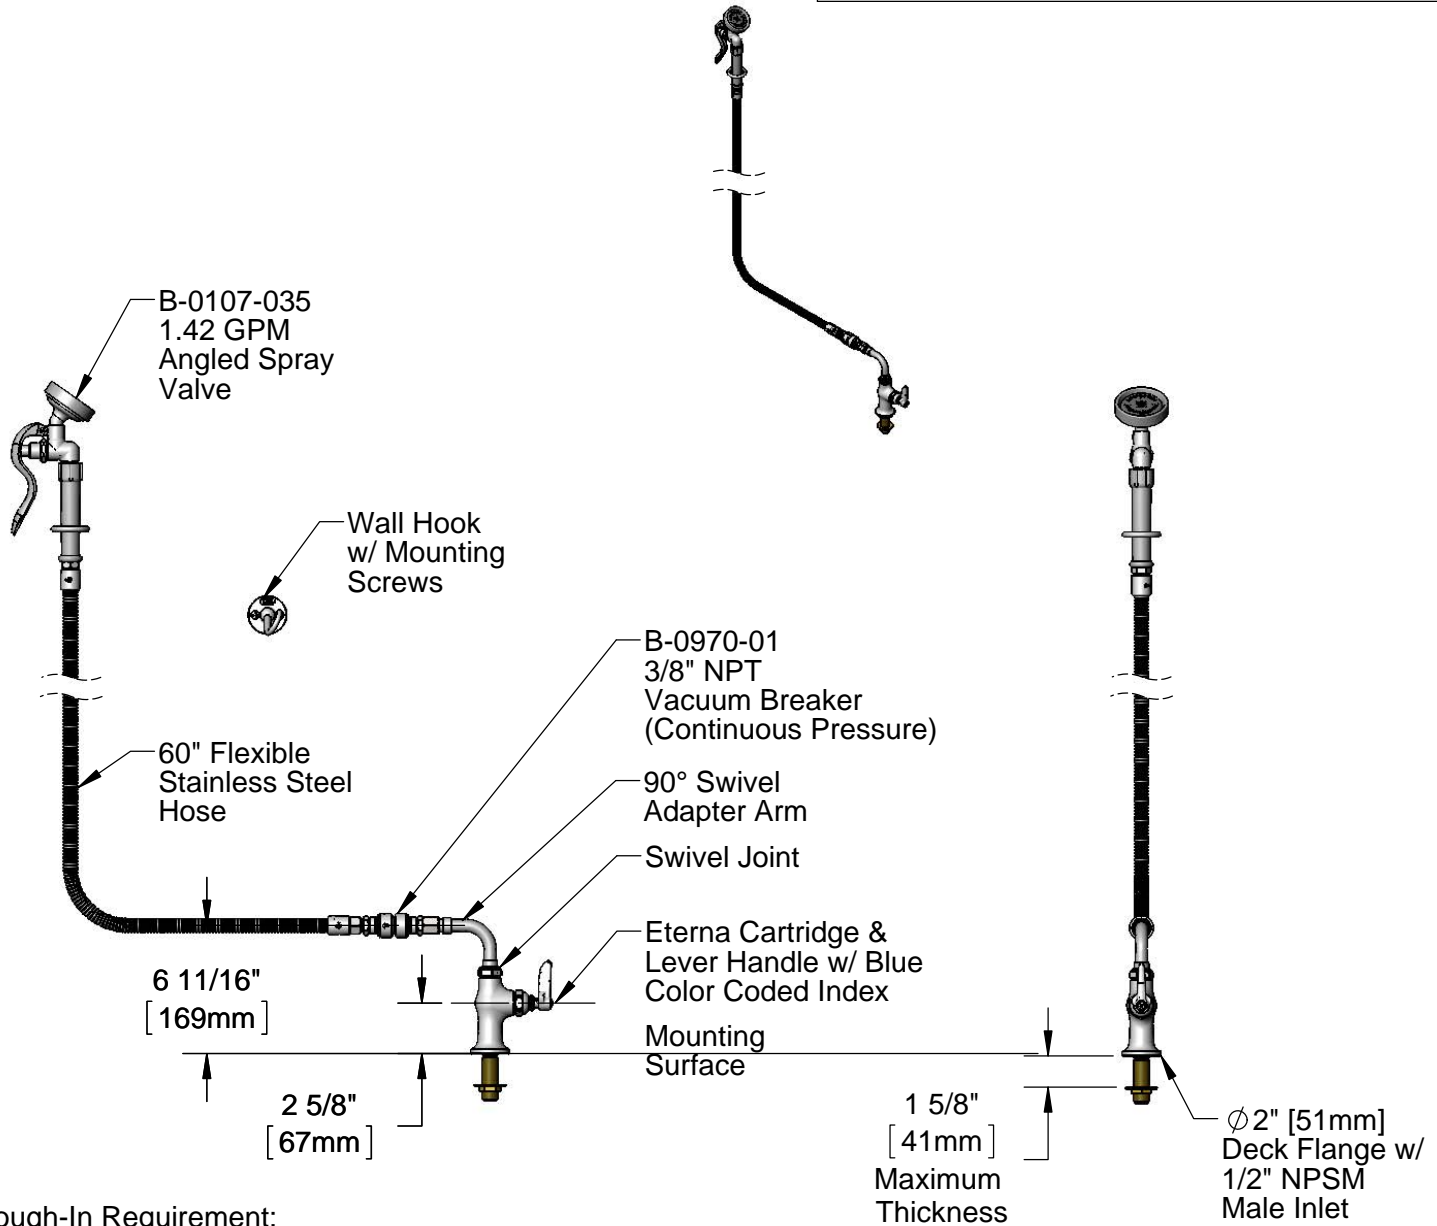 B-0107-035
1.42 GPM
Angled Spray
Valve
Wall Hook
w/ Mounting
Screws
B-0970-01
3/8" NPT
Vacuum Breaker
(Continuous Pressure)
60" Flexible
Stainless Steel
Hose
90° Swivel
Adapter Arm
Swivel Joint
Eterna Cartridge &
Lever Handle w/ Blue
Color Coded Index
6 11/16"
[169mm]
Mounting
Surface
2 5/8"
[67mm]
1 5/8"
[41mm]
Maximum
Thickness
∅2" [51mm]
Deck Flange w/
1/2" NPSM
Male Inlet
ough-In Requirement: